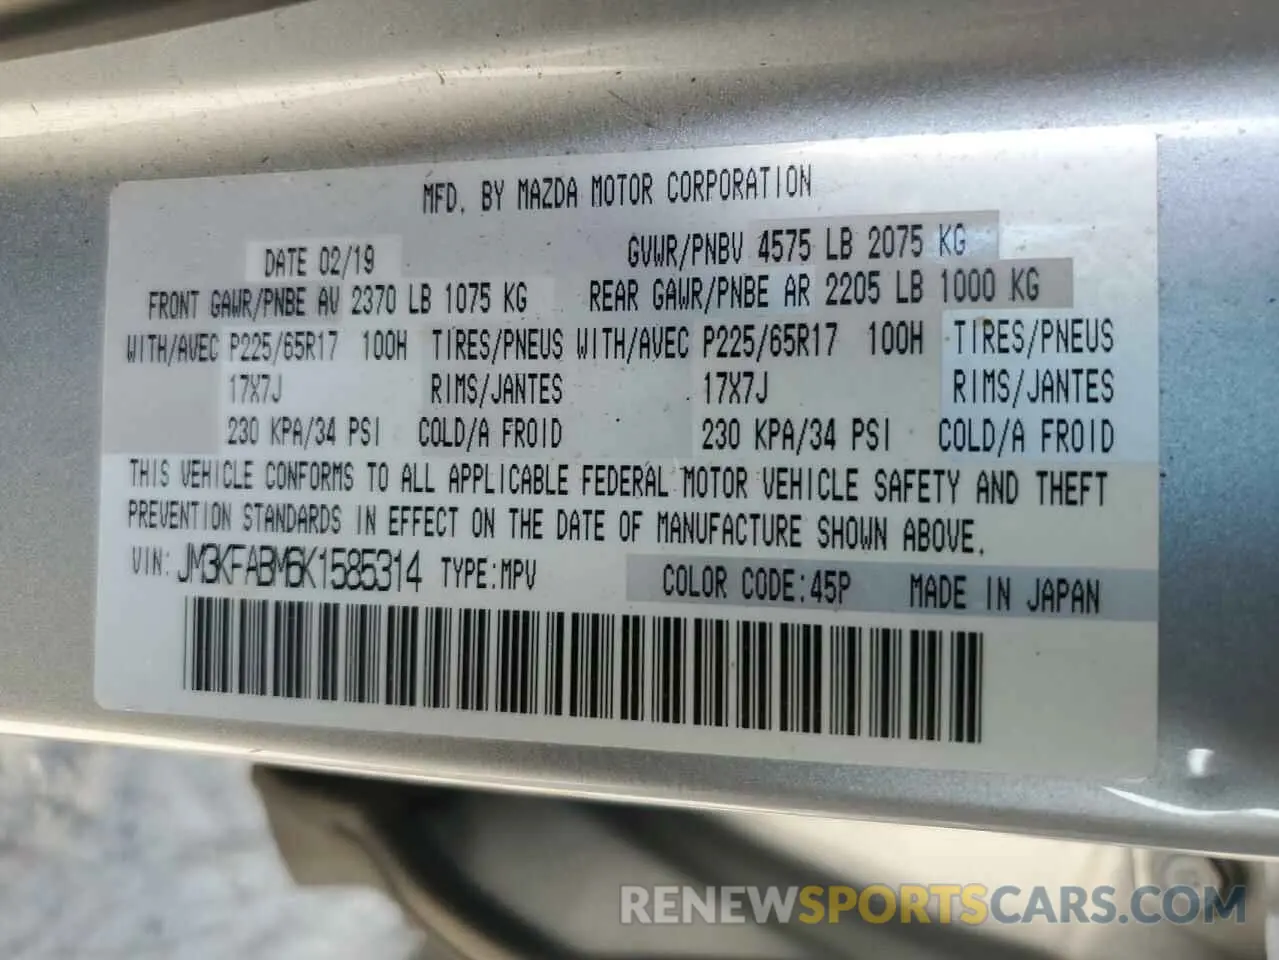 MFD. BY MAZDA MOTOR CORPORATION
DATE 02/19 GVWR/PNBV 4575 LB 2075 KG
FRONT GAWR/PNBE AV 2370 LB 1075 KG REAR GAWR/PNBE AR 2205 LB 1000 KG
WITH/AVEC P225/65R17 100H TIRES/PNEUS WITH/AVEC P225/65R17 100H TIRES/PNEUS
17X7J RIMS/JANTES 17X7J RIMS/JANTES
230 KPA/34 PSI COLD/A FROID 230 KPA/34 PSI COLD/A FROID
THIS VEHICLE CONFORMS TO ALL APPLICABLE FEDERAL MOTOR VEHICLE SAFETY AND THEFT
PREVENTION STANDARDS IN EFFECT ON THE DATE OF MANUFACTURE SHOWN ABOVE.
VIN: JM3KFABM6K1585314 TYPE:MPV COLOR CODE:45P MADE IN JAPAN
RENEWSPORTSCARS.COM